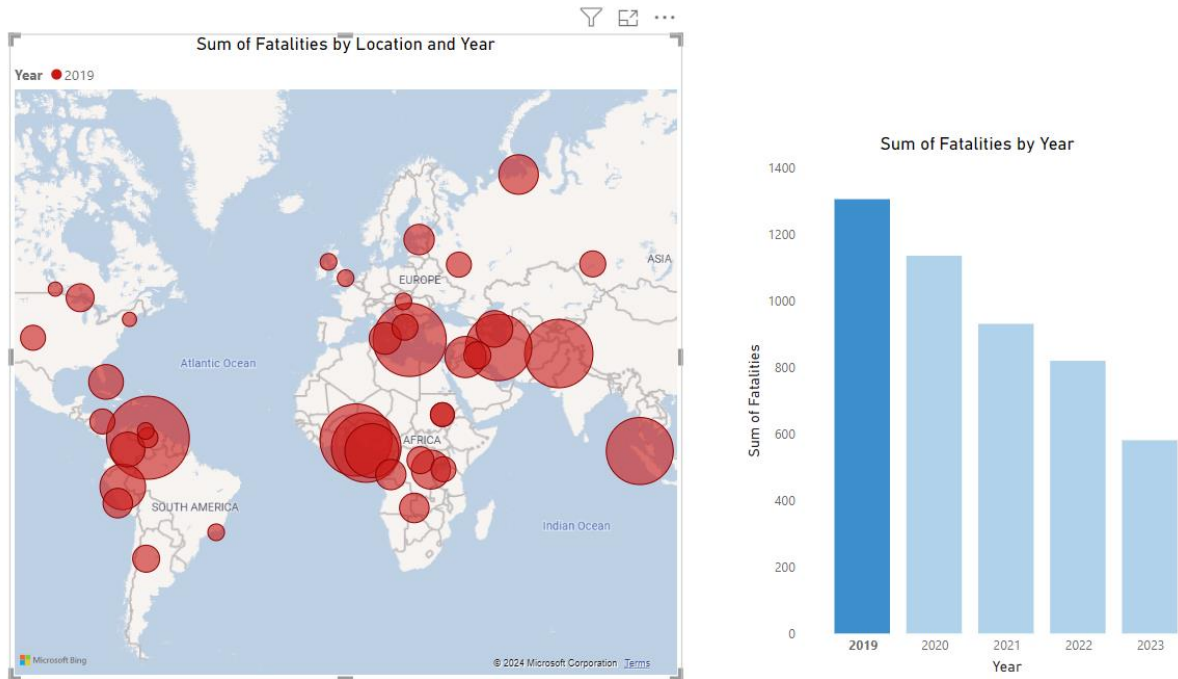 Sum of Fatalities by Location and Year
Year 2019
ASIA
EUROPE
Atlantic Ocean
AFRICA
SOUTH AMERICA
Indian Ocean
Microsoft Bing
© 2024 Microsoft Corporation Terms
Sum of Fatalities by Year
Sum of Fatalities
1400
1200
1000
800
600
400
200
0
2019 2020 2021 2022 2023
Year